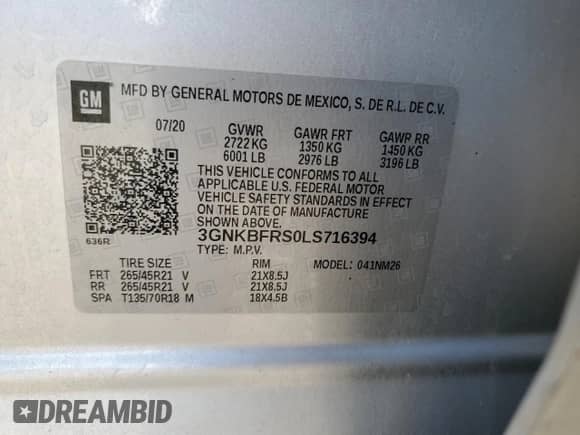 GM
MFD BY GENERAL MOTORS DE MEXICO, S. DE R.L. DE C.V.
07/20 GVWR GAWR FRT GAWR RR
2722 KG 1350 KG 1450 KG
6001 LB 2976 LB 3196 LB
THIS VEHICLE CONFORMS TO ALL
APPLICABLE U.S. FEDERAL MOTOR
VEHICLE SAFETY STANDARDS IN EFFECT
ON THE DATE OF MANUFACTURE
SHOWN ABOVE.
3GNKBFRS0LS716394
636R
TYPE: M.P.V.
TIRE SIZE RIM MODEL: 041NM26
FRT 265/45R21 V 21X8.5J
RR 265/45R21 V 21X8.5J
SPA T135/70R18 M 18X4.5B
DREAMBID